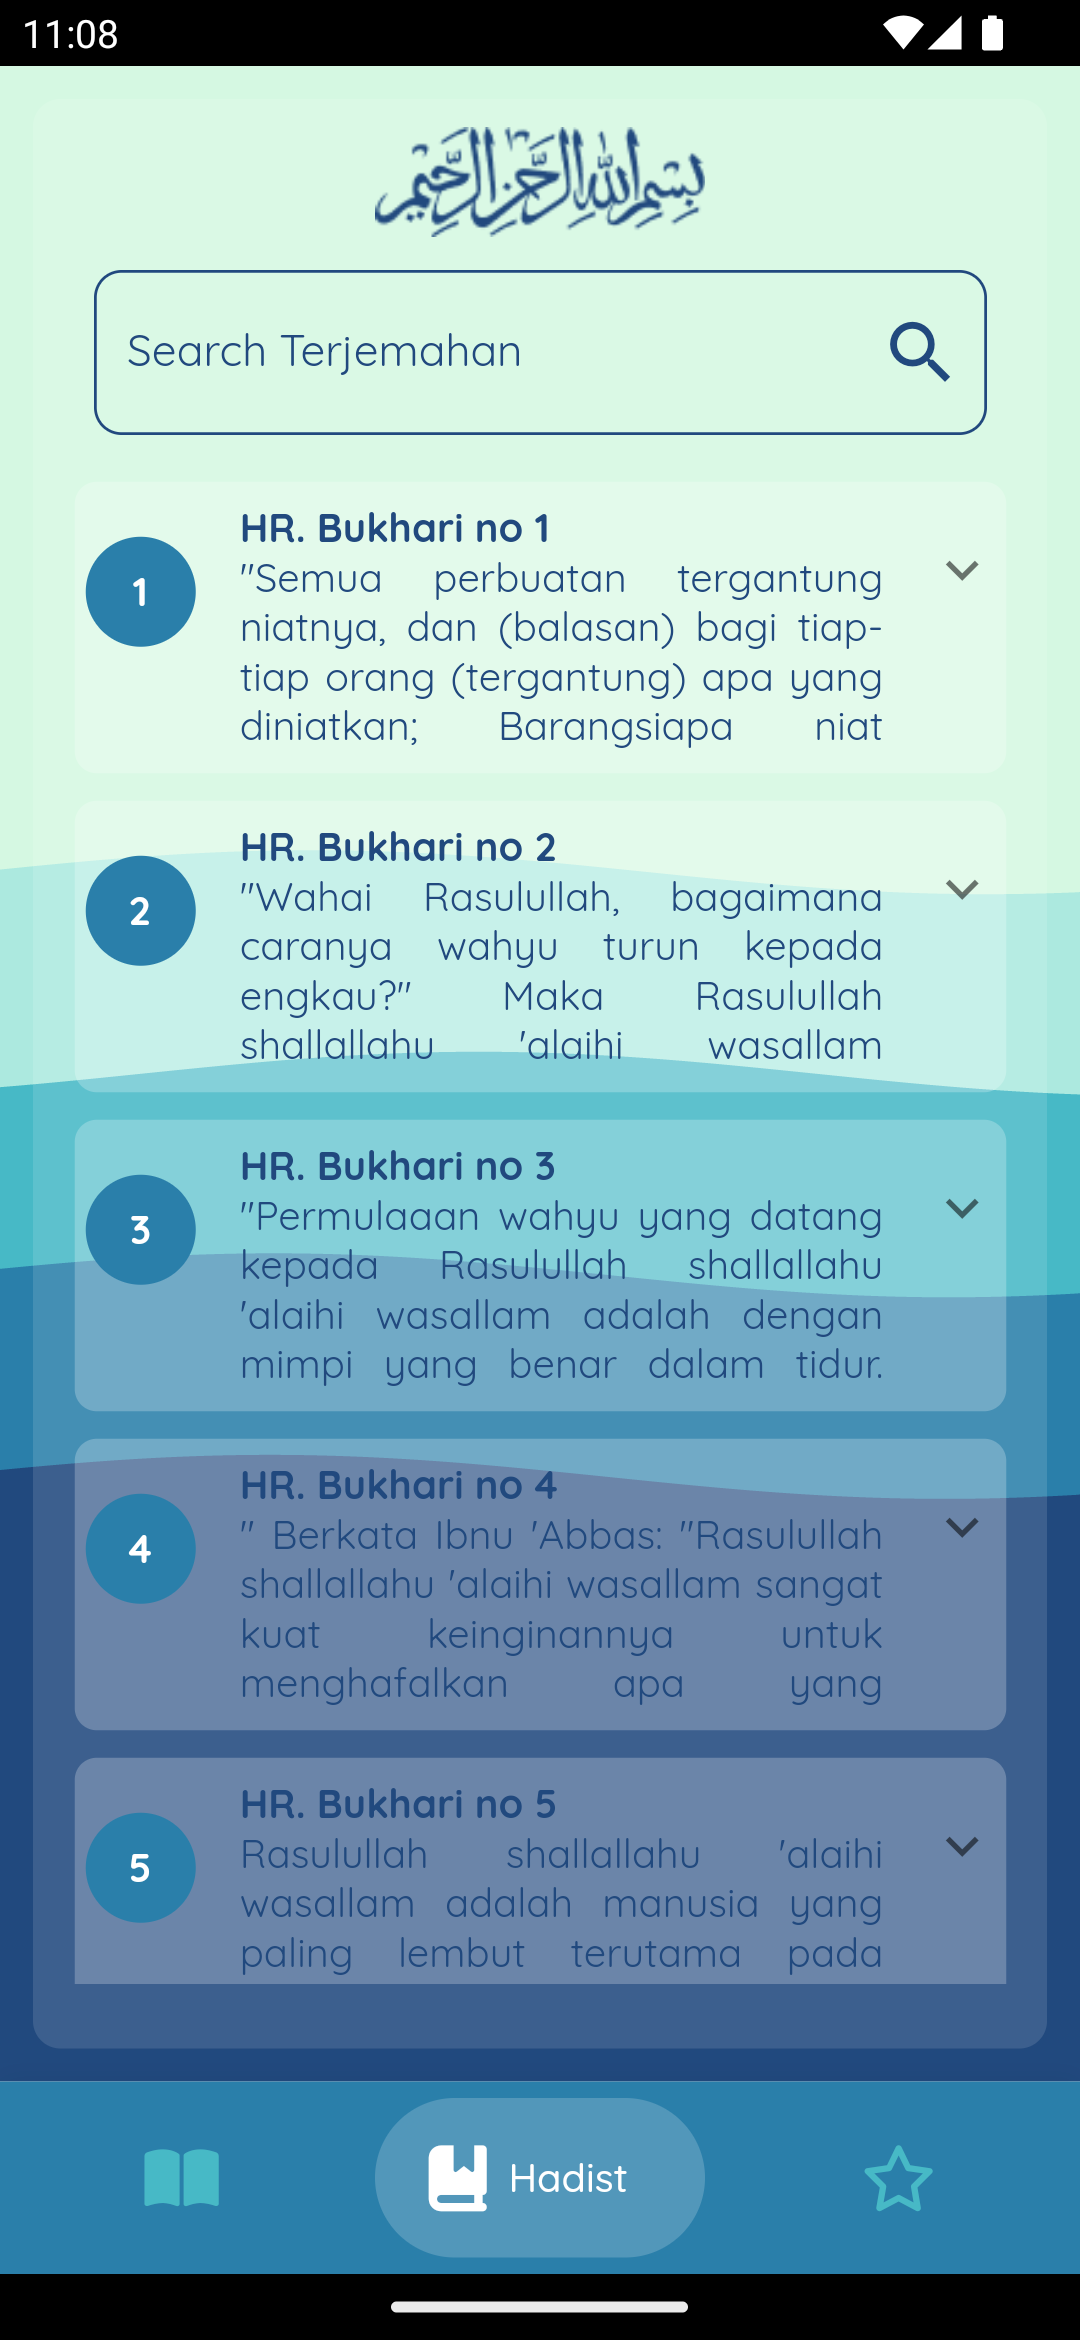 11:08
بسم الله الرحمن الرحيم
Search Terjemahan
1
HR. Bukhari no 1
"Semua perbuatan tergantung
niatnya, dan (balasan) bagi tiap-
tiap orang (tergantung) apa yang
diniatkan; Barangsiapa niat
2
HR. Bukhari no 2
"Wahai Rasulullah, bagaimana
caranya wahyu turun kepada
engkau?" Maka Rasulullah
shallallahu 'alaihi wasallam
3
HR. Bukhari no 3
"Permulaaan wahyu yang datang
kepada Rasulullah shallallahu
'alaihi wasallam adalah dengan
mimpi yang benar dalam tidur.
4
HR. Bukhari no 4
" Berkata Ibnu 'Abbas: "Rasulullah
shallallahu 'alaihi wasallam sangat
kuat keinginannya untuk
menghafalkan apa yang
5
HR. Bukhari no 5
Rasulullah shallallahu 'alaihi
wasallam adalah manusia yang
paling lembut terutama pada
Hadist